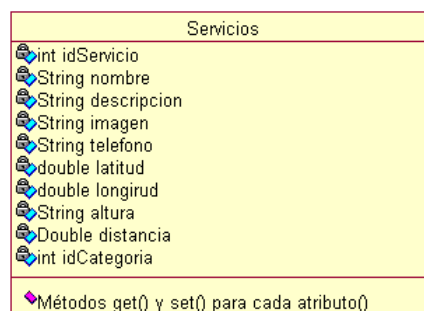 Servicios
int idServicio
String nombre
String descripcion
String imagen
String telefono
double latitud
double longirud
String altura
Double distancia
int idCategoria
Métodos get() y set() para cada atributo()